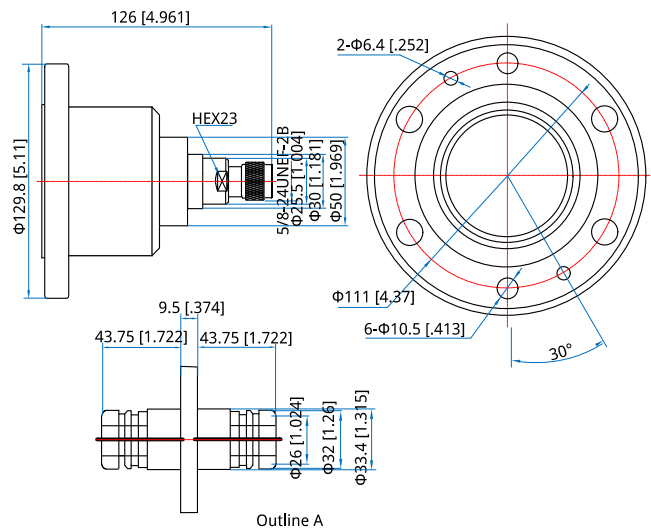 126 [4.961]
2-Φ6.4 [.252]
HEX23
Φ129.8 [5.11]
5/8-24UNEF-2B
Φ25.5 [1.004]
Φ30 [1.181]
Φ50 [1.969]
Φ111 [4.37]
6-Φ10.5 [.413]
30°
9.5 [.374]
43.75 [1.722]
43.75 [1.722]
Φ26 [1.024]
Φ32 [1.26]
Φ33.4 [1.315]
Outline A